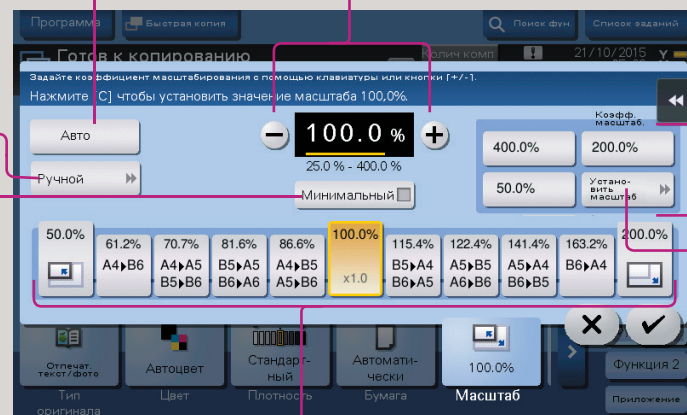 Программа
Быстрая копия
Поиск фун.
Список заданий
Готов к копированию
Колич комп
21/10/2015
Y
Задайте коэффициент масштабирования с помощью клавиатуры или кнопки [+/-].
Нажмите [C] чтобы установить значение масштаба 100,0%.
Авто
Ручной
−
100.0 %
+
25.0 % - 400.0 %
Минимальный
Коэфф.
масштаб.
400.0%
200.0%
50.0%
Устано-
вить
масштаб
50.0%
61.2%
A4▸B6
70.7%
A4▸A5
B5▸B6
81.6%
B5▸A5
B6▸A6
86.6%
A4▸B5
A5▸B6
100.0%
x1.0
115.4%
B5▸A4
B6▸A5
122.4%
A5▸B5
A6▸B6
141.4%
A5▸A4
B6▸B5
163.2%
B6▸A4
200.0%
Отпечат.
текст/фото
Автоцвет
Стандарт-
ный
Автомати-
чески
100.0%
Функция 2
Тип
оригинала
Цвет
Плотность
Бумага
Масштаб
Приложение